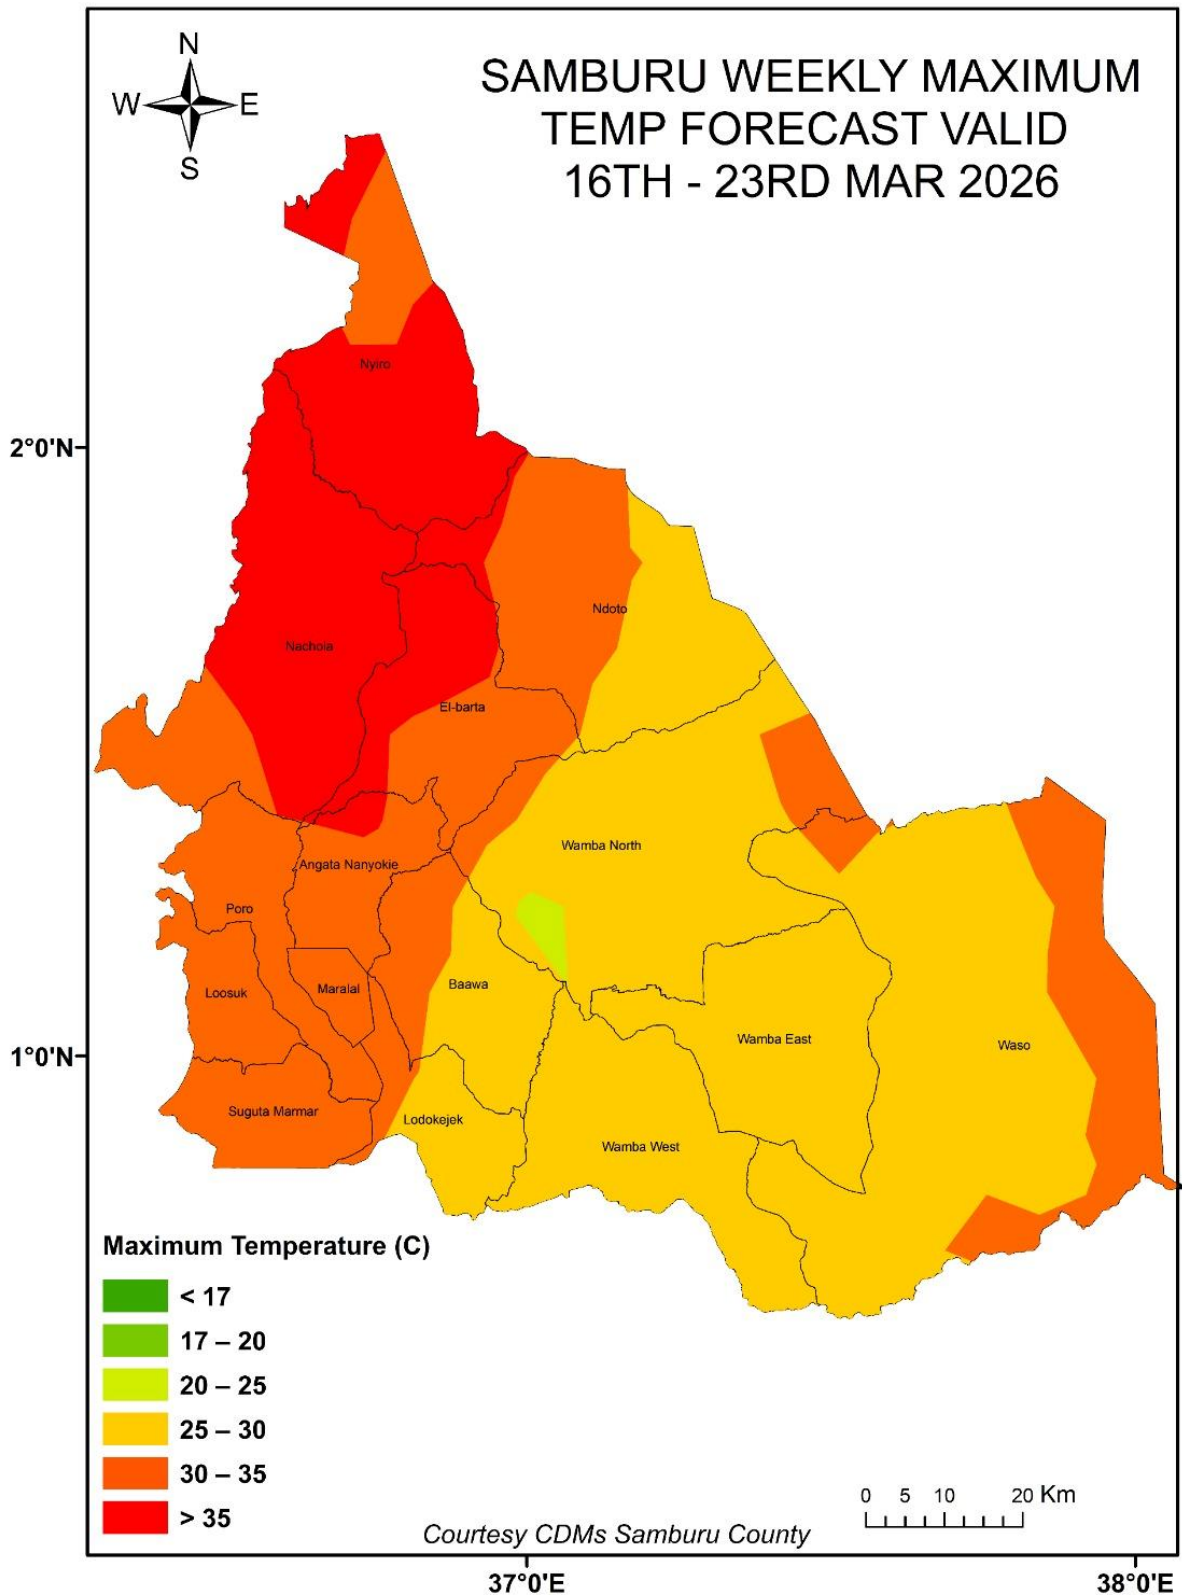 N
W E
S
SAMBURU WEEKLY MAXIMUM
TEMP FORECAST VALID
16TH - 23RD MAR 2026
Nyiro
2°0'N
Ndoto
Nachola
El-barta
Wamba North
Angata Nanyokie
Poro
Baawa
Loosuk
Maralal
Wamba East
Waso
1°0'N
Suguta Marmar
Lodokejek
Wamba West
Maximum Temperature (C)
< 17
17 – 20
20 – 25
25 – 30
30 – 35
> 35
0 5 10 20 Km
Courtesy CDMs Samburu County
37°0'E 38°0'E